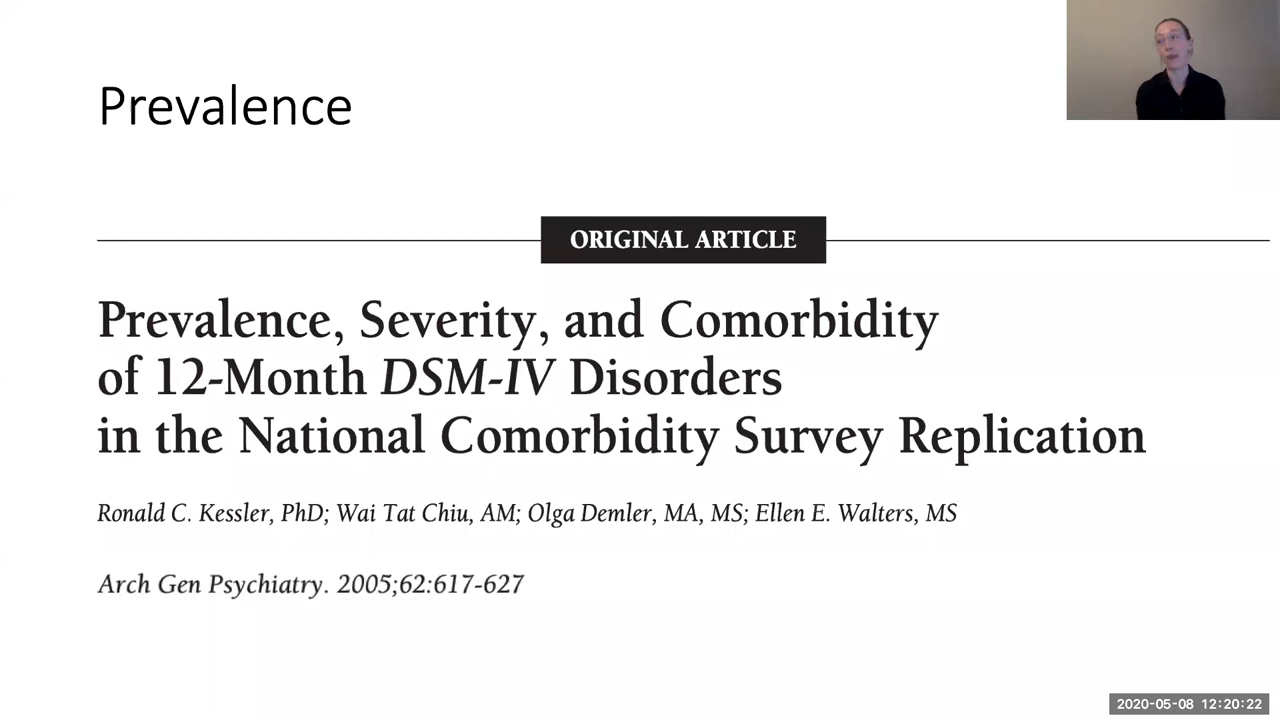 Prevalence
ORIGINAL ARTICLE
Prevalence, Severity, and Comorbidity
of 12-Month DSM-IV Disorders
in the National Comorbidity Survey Replication
Ronald C. Kessler, PhD; Wai Tat Chiu, AM; Olga Demler, MA, MS; Ellen E. Walters, MS
Arch Gen Psychiatry. 2005;62:617-627
2020-05-08 12:20:22